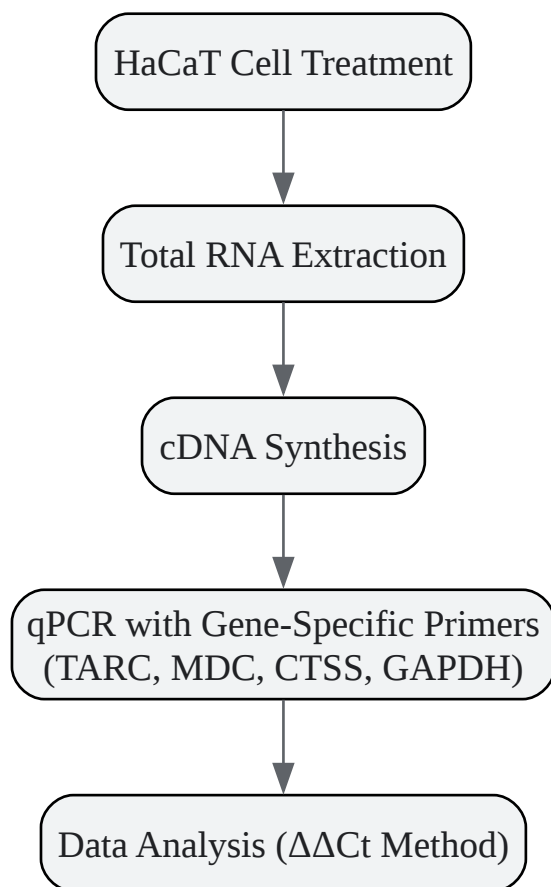 HaCaT Cell Treatment
Total RNA Extraction
cDNA Synthesis
qPCR with Gene-Specific Primers
(TARC, MDC, CTSS, GAPDH)
Data Analysis (ΔΔCt Method)